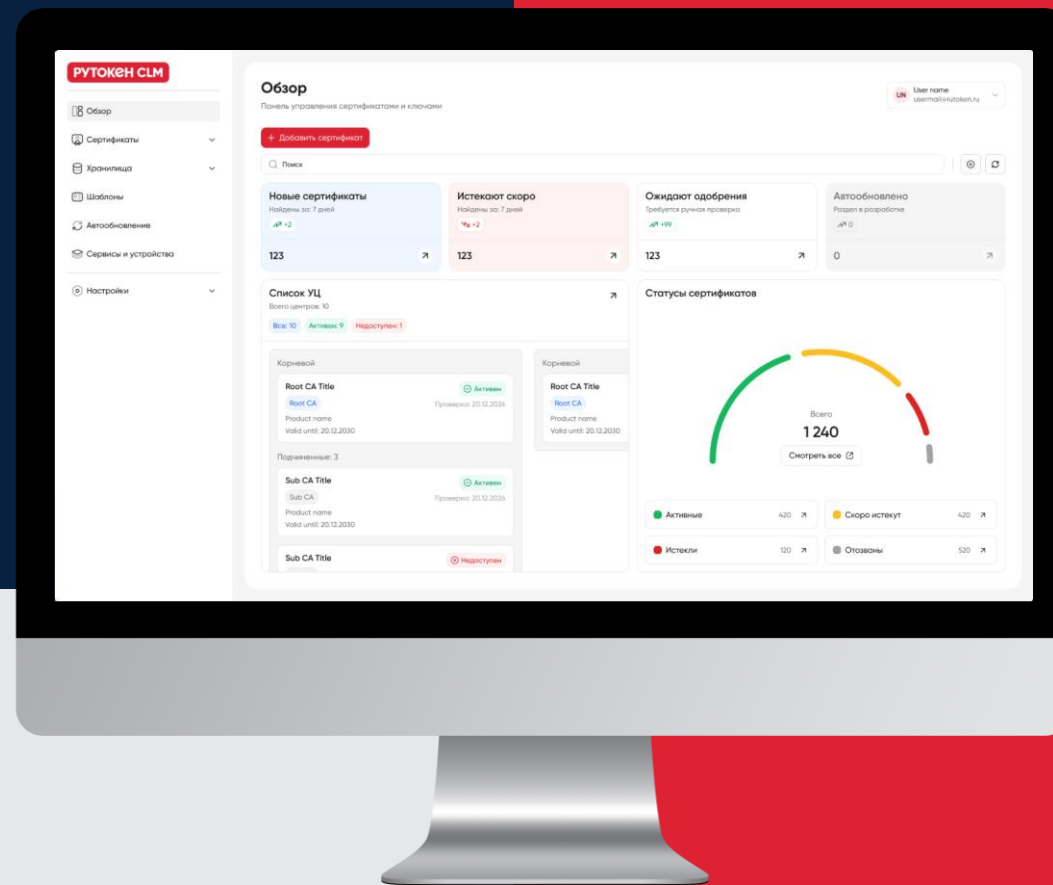 РУТОКЕН CLM
Обзор
Сертификаты
Хранилища
Шаблоны
Автообновление
Сервисы и устройства
Настройки
Обзор
Панель управления сертификатами и ключами
UN
User name
usermail@rutoken.ru
+ Добавить сертификат
Поиск
Новые сертификаты
Найдены за: 7 дней
+2
123
Истекают скоро
Найдены за: 7 дней
+2
123
Ожидают одобрения
Требуется ручная проверка
+99
123
Автообновлено
Раздел в разработке
0
0
Список УЦ
Всего центров: 10
Все: 10 Активен: 9 Недоступен: 1
Корневой
Root CA Title
Активен
Root CA
Проверка: 20.12.2026
Product name
Valid until: 20.12.2030
Подчиненные: 3
Sub CA Title
Активен
Sub CA
Проверка: 20.12.2026
Product name
Valid until: 20.12.2030
Sub CA Title
Недоступен
Корневой
Root CA Title
Root CA
Product name
Valid until: 20.12.2030
Статусы сертификатов
Всего
1 240
Смотреть все
Активные 420
Скоро истекут 420
Истекли 120
Отозваны 520